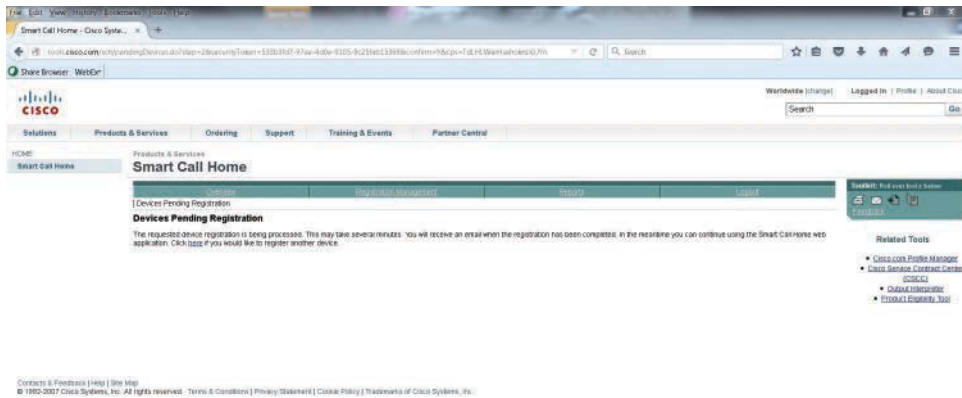 File Edit View History Bookmarks Tools Help
Smart Call Home - Cisco Syste...
Search
Share Browser WebEx
Worldwide [change] Logged In | Profile | About Cisco
CISCO
Search Go
Solutions Products & Services Ordering Support Training & Events Partner Central
HOME
Smart Call Home
Products & Services
Smart Call Home
Overview Registration Management Reports Logout
Toolkit: Roll over tools below
Feedback
| Devices Pending Registration
Devices Pending Registration
The requested device registration is being processed. This may take several minutes. You will receive an email when the registration has been completed. In the meantime you can continue using the Smart Call Home web
application. Click here if you would like to register another device.
Related Tools
Cisco.com Profile Manager
Cisco Service Contract Center
(CSCC)
Output Interpreter
Product Eligibility Tool
Contacts & Feedback | Help | Site Map
© 1992-2007 Cisco Systems, Inc. All rights reserved. Terms & Conditions | Privacy Statement | Cookie Policy | Trademarks of Cisco Systems, Inc.